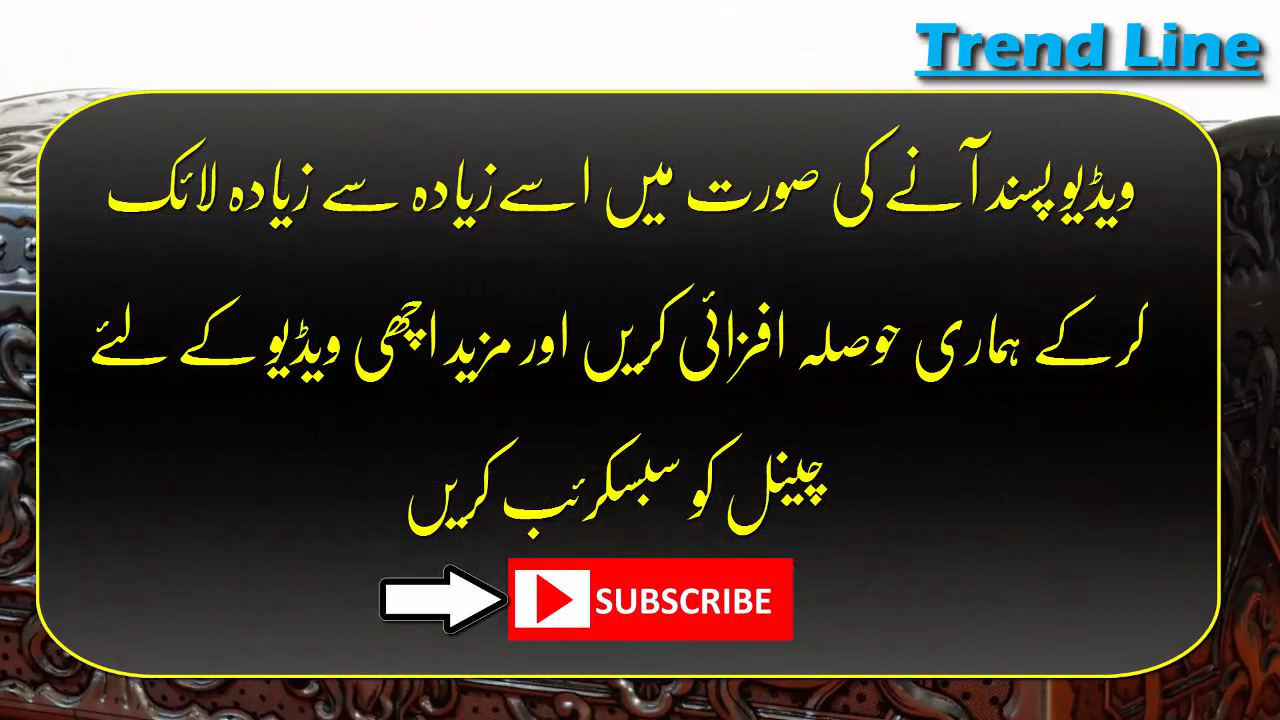 Trend Line
ویڈیو پسند آنے کی صورت میں اسے زیادہ سے زیادہ لائک
کر کے ہماری حوصلہ افزائی کریں اور مزید اچھی ویڈیو کے لئے
چینل کو سبسکرئب کریں
SUBSCRIBE